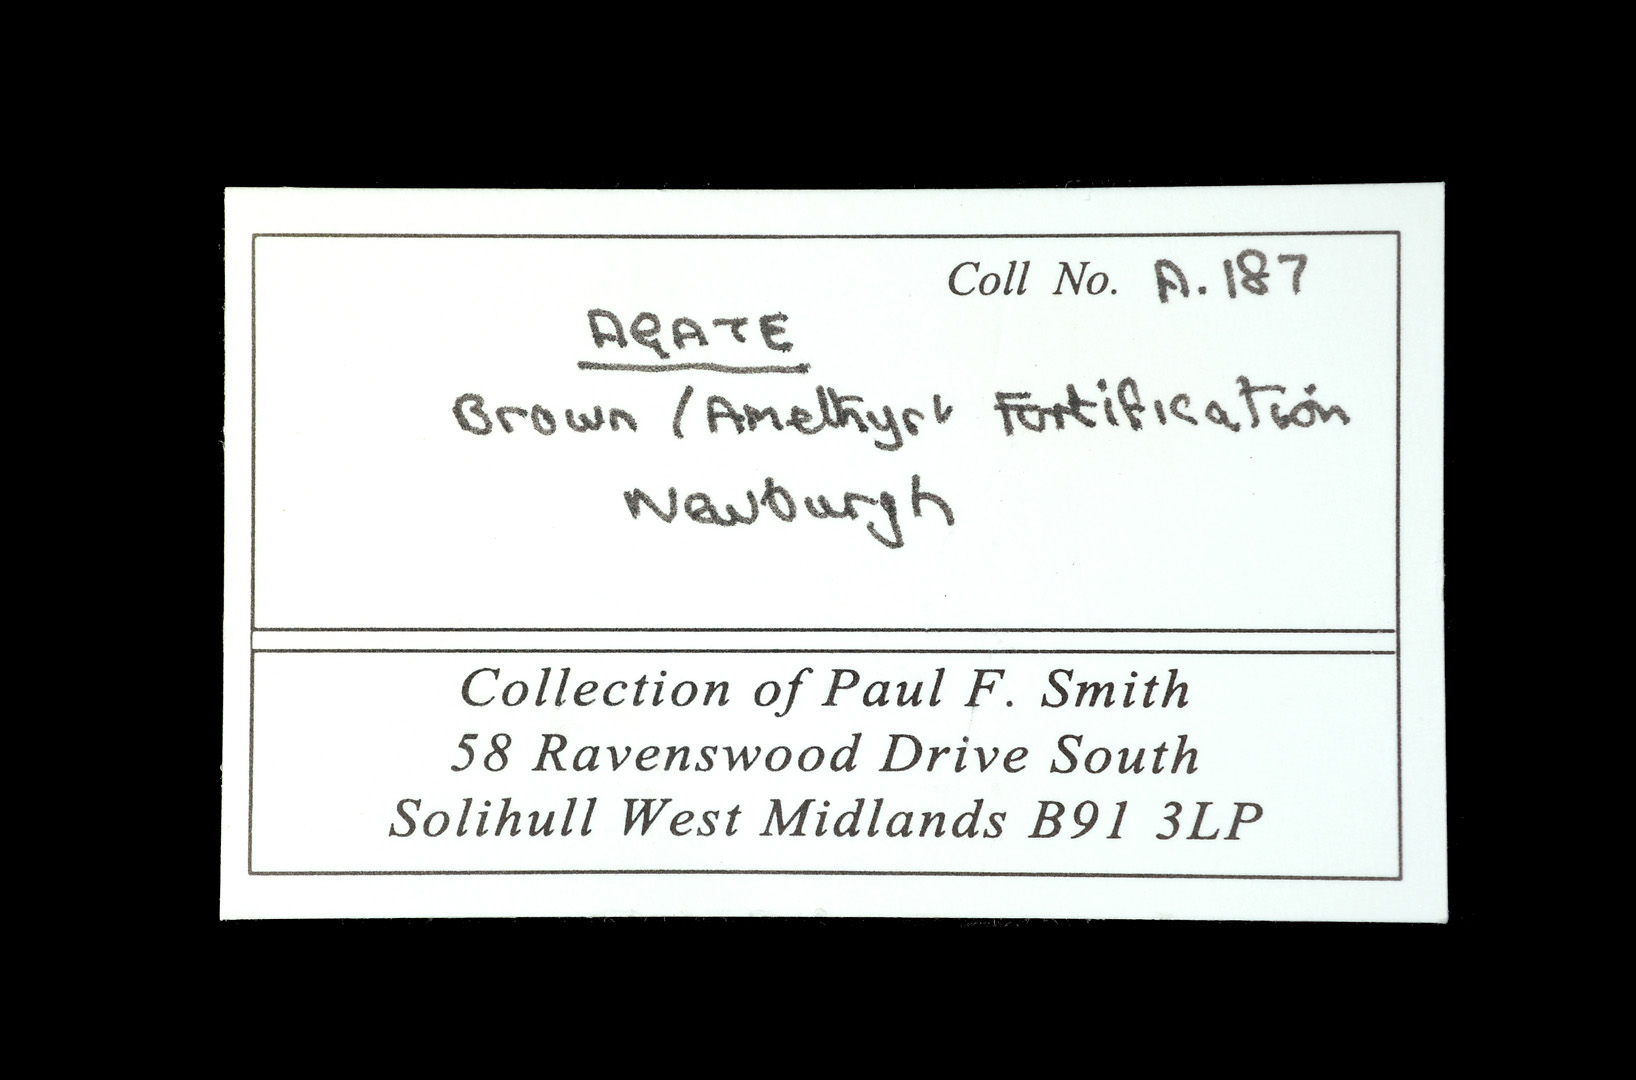 Coll No. A.187
AGATE
Brown / Amethyst Fortification
Newburgh
Collection of Paul F. Smith
58 Ravenswood Drive South
Solihull West Midlands B91 3LP